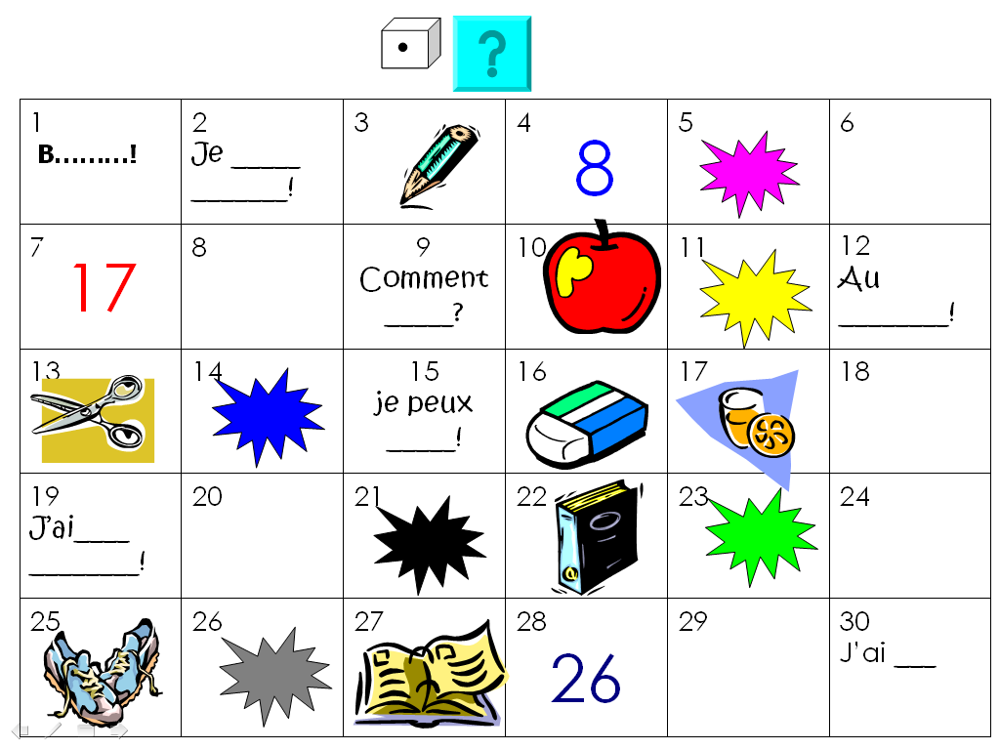 ?
1 2 3 4 5 6
B.........! Je _____ 8
_______!
7 8 9 10 11 12
17 Comment Au
_____? ________!
13 14 15 16 17 18
je peux
_____!
19 20 21 22 23 24
J'ai____
________!
25 26 27 28 29 30
26 J'ai ___